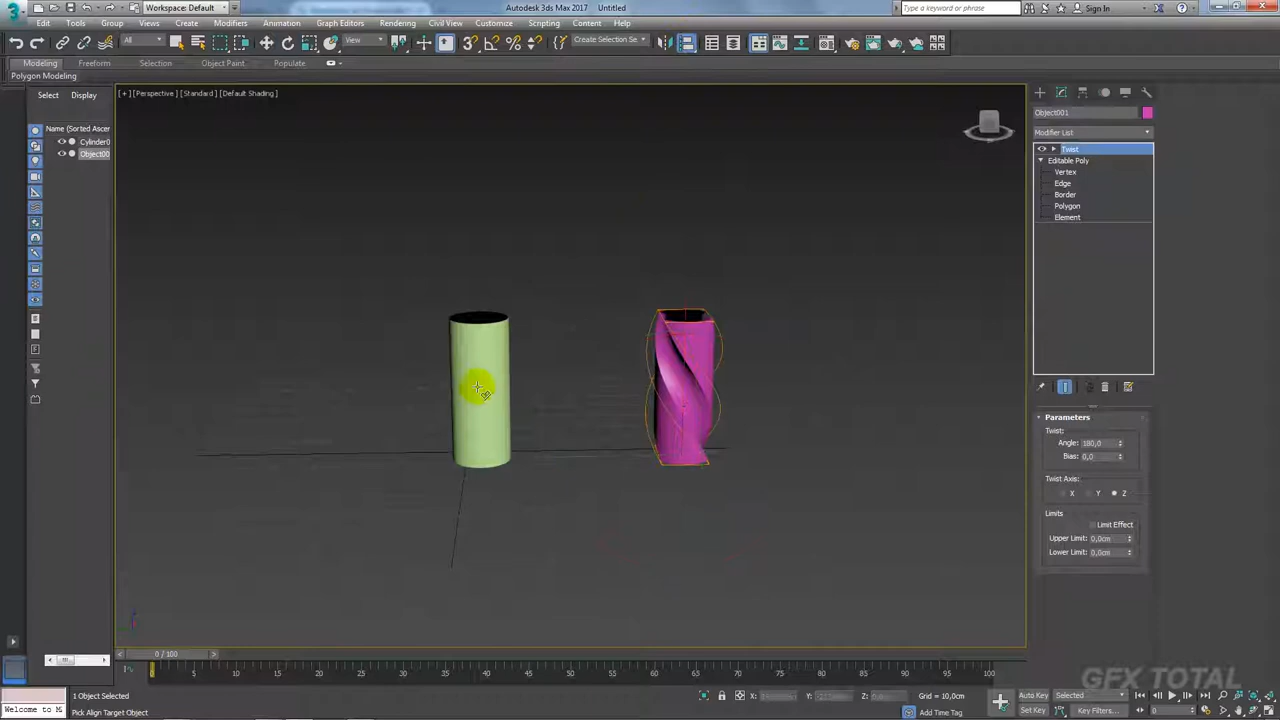 Autodesk 3ds Max 2017 Untitled
Workspace: Default
Type a keyword or phrase
Sign In
Edit Tools Group Views Create Modifiers Animation Graph Editors Rendering Civil View Customize Scripting Content Help
All View Create Selection Se
Modeling Freeform Selection Object Paint Populate
Polygon Modeling
Select Display
[+] [Perspective] [Standard] [Default Shading]
Name (Sorted Ascer
Cylinder0
Object00
Object001
Modifier List
Twist
Editable Poly
Vertex
Edge
Border
Polygon
Element
Parameters
Twist:
Angle: 180,0
Bias: 0,0
Twist Axis:
X Y Z
Limits
Limit Effect
Upper Limit: 0,0cm
Lower Limit: 0,0cm
0 / 100
0 5 10 15 20 25 30 35 40 45 50 55 60 65 70 75 80 85 90 95 100
GFX TOTAL
1 Object Selected
X: Y: Z:
Grid = 10,0cm
Auto Key Selected
Welcome to M
Pick Align Target Object
Add Time Tag
Set Key Key Filters...
0